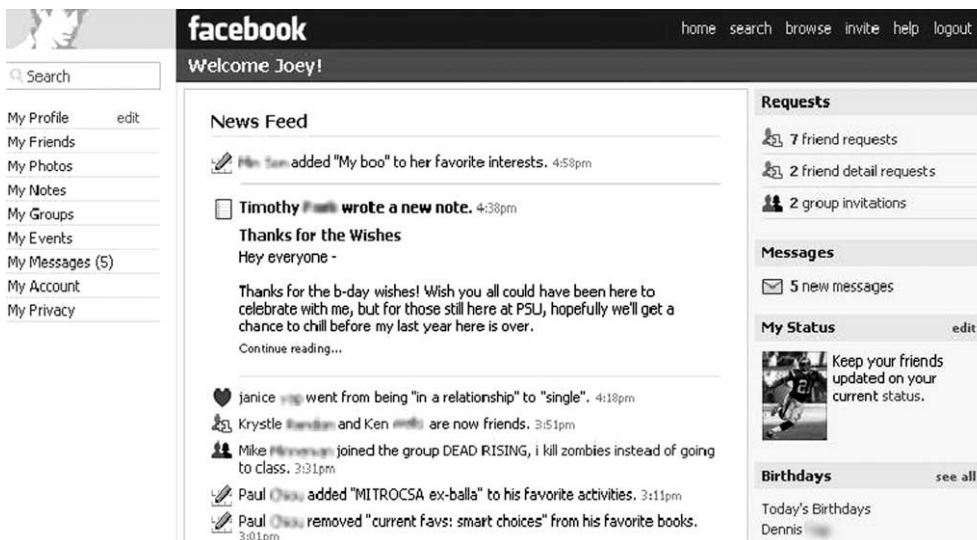 facebook
home search browse invite help logout
Welcome Joey!
Search
My Profile edit
My Friends
My Photos
My Notes
My Groups
My Events
My Messages (5)
My Account
My Privacy
News Feed
added "My boo" to her favorite interests. 4:58pm
Timothy wrote a new note. 4:38pm
Thanks for the Wishes
Hey everyone -
Thanks for the b-day wishes! Wish you all could have been here to
celebrate with me, but for those still here at PSU, hopefully we'll get a
chance to chill before my last year here is over.
Continue reading...
janice went from being "in a relationship" to "single". 4:18pm
Krystle and Ken are now friends. 3:51pm
Mike joined the group DEAD RISING, i kill zombies instead of going
to class. 3:31pm
Paul added "MITROCSA ex-balla" to his favorite activities. 3:11pm
Paul removed "current favs: smart choices" from his favorite books.
3:01pm
Requests
7 friend requests
2 friend detail requests
2 group invitations
Messages
5 new messages
My Status edit
Keep your friends
updated on your
current status.
Birthdays see all
Today's Birthdays
Dennis